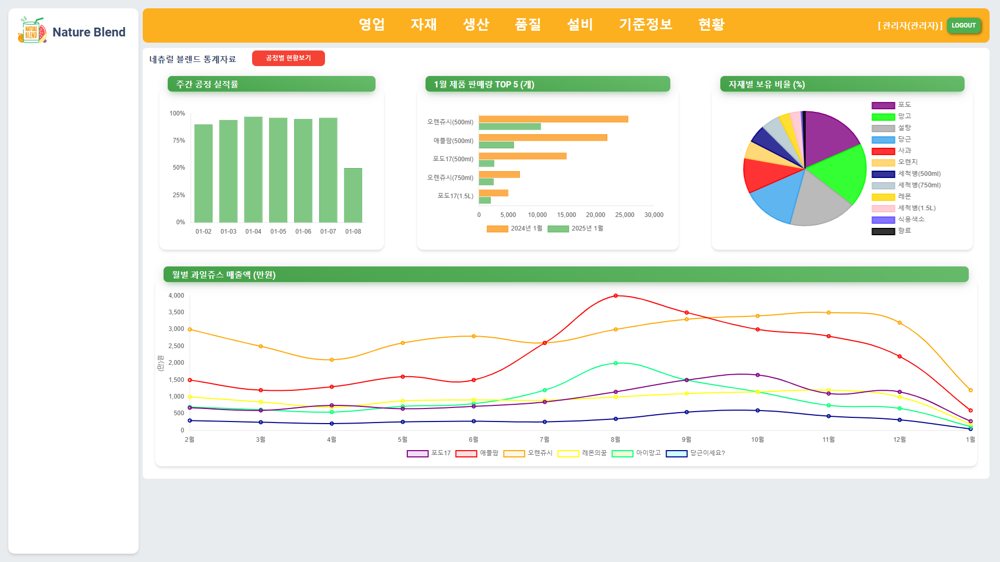 NATURE
BLEND
Nature Blend
영업 자재 생산 품질 설비 기준정보 현황
[ 관리자(관리자) ] LOGOUT
네츄럴 블렌드 통계자료 공정별 현황보기
주간 공정 실적률
100%
75%
50%
25%
0%
01-02 01-03 01-04 01-05 01-06 01-07 01-08
1월 제품 판매량 TOP 5 (개)
오렌쥬시(500ml)
애플팜(500ml)
포도17(500ml)
오렌쥬시(750ml)
포도17(1.5L)
0 5,000 10,000 15,000 20,000 25,000 30,000
2024년 1월 2025년 1월
자재별 보유 비율 (%)
포도
망고
설탕
당근
사과
오렌지
세척병(500ml)
세척병(750ml)
레몬
세척병(1.5L)
식용색소
향료
월별 과일쥬스 매출액 (만원)
(만)원
4,000
3,500
3,000
2,500
2,000
1,500
1,000
500
0
2월 3월 4월 5월 6월 7월 8월 9월 10월 11월 12월 1월
포도17 애플팜 오렌쥬시 레몬의꿈 아이망고 당근이세요?